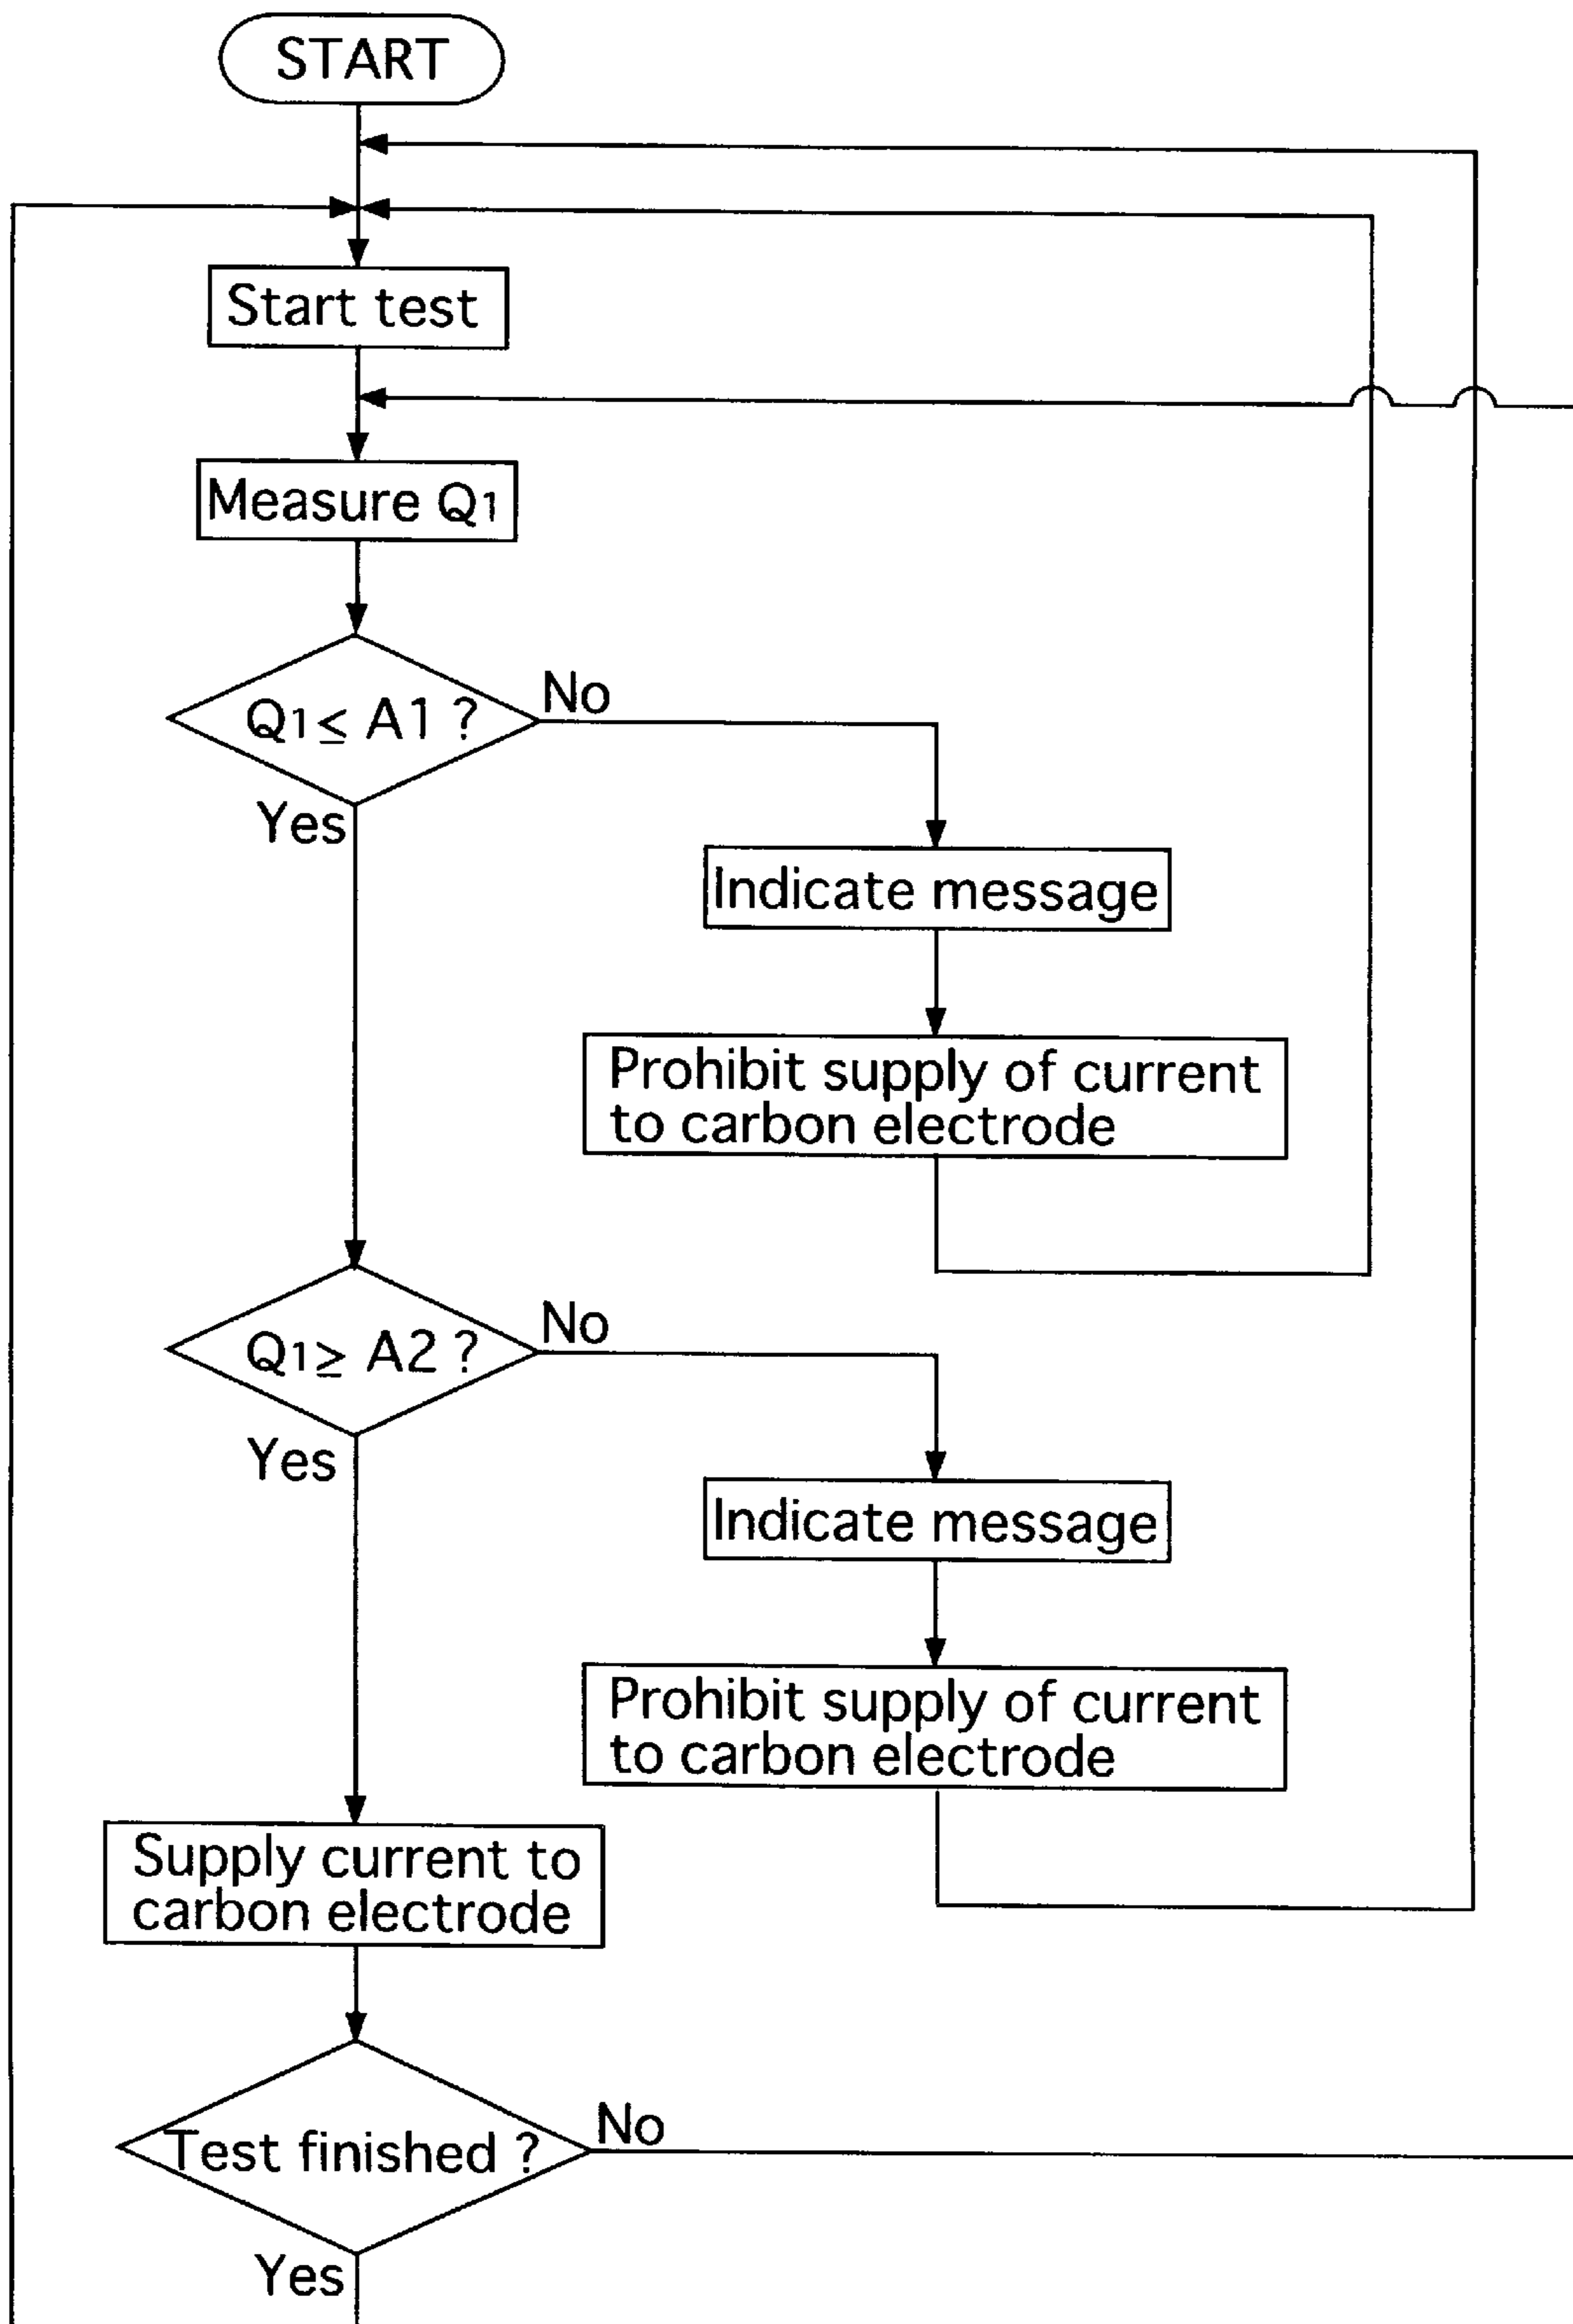 START
Start test
Measure Q1
Q1≤ A1 ?
No
Yes
Indicate message
Prohibit supply of current
to carbon electrode
Q1≥ A2 ?
No
Yes
Indicate message
Prohibit supply of current
to carbon electrode
Supply current to
carbon electrode
Test finished ?
No
Yes